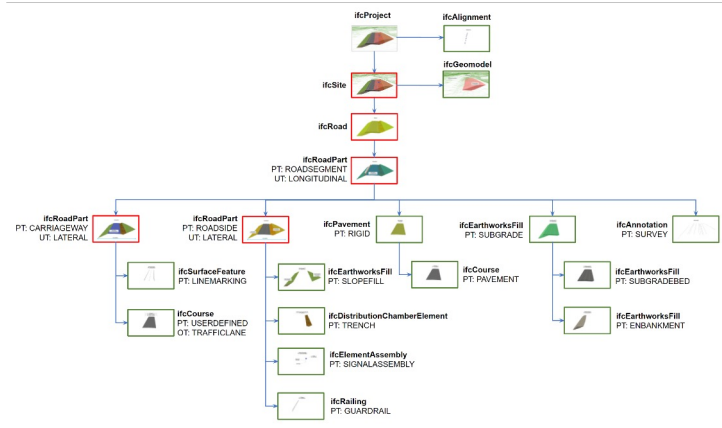 ifcProject
ifcAlignment
ifcGeomodel
ifcSite
ifcRoad
ifcRoadPart
PT: ROADSEGMENT
UT: LONGITUDINAL
ifcRoadPart
PT: CARRIAGEWAY
UT: LATERAL
ifcRoadPart
PT: ROADSIDE
UT: LATERAL
ifcPavement
PT: RIGID
ifcEarthworksFill
PT: SUBGRADE
ifcAnnotation
PT: SURVEY
ifcSurfaceFeature
PT: LINEMARKING
ifcEarthworksFill
PT: SLOPEFILL
ifcCourse
PT: PAVEMENT
ifcEarthworksFill
PT: SUBGRADEBED
ifcCourse
PT: USERDEFINED
OT: TRAFFICLANE
ifcDistributionChamberElement
PT: TRENCH
ifcEarthworksFill
PT: ENBANKMENT
ifcElementAssembly
PT: SIGNALASSEMBLY
ifcRailing
PT: GUARDRAIL